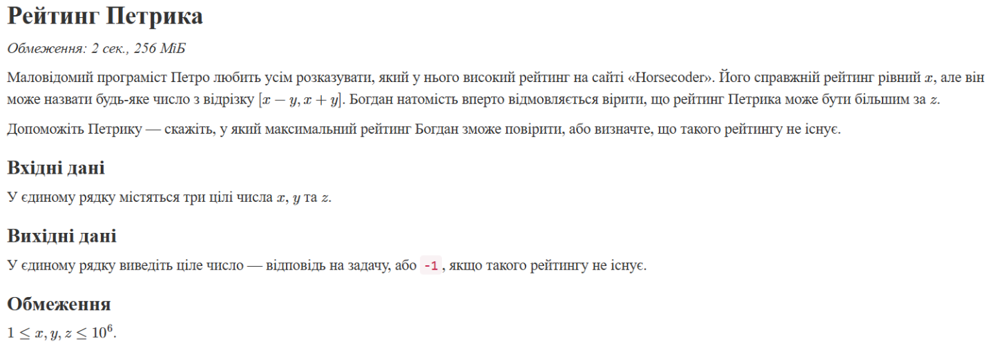 Рейтинг Петрика
Обмеження: 2 сек., 256 МіБ
Маловідомий програміст Петро любить усім розказувати, який у нього високий рейтинг на сайті «Horsecoder». Його справжній рейтинг рівний x, але він
може назвати будь-яке число з відрізку [x − y, x + y]. Богдан натомість вперто відмовляється вірити, що рейтинг Петрика може бути більшим за z.
Допоможіть Петрику — скажіть, у який максимальний рейтинг Богдан зможе повірити, або визначте, що такого рейтингу не існує.
Вхідні дані
У єдиному рядку містяться три цілі числа x, y та z.
Вихідні дані
У єдиному рядку виведіть ціле число — відповідь на задачу, або -1, якщо такого рейтингу не існує.
Обмеження
1 ≤ x, y, z ≤ 10⁶.